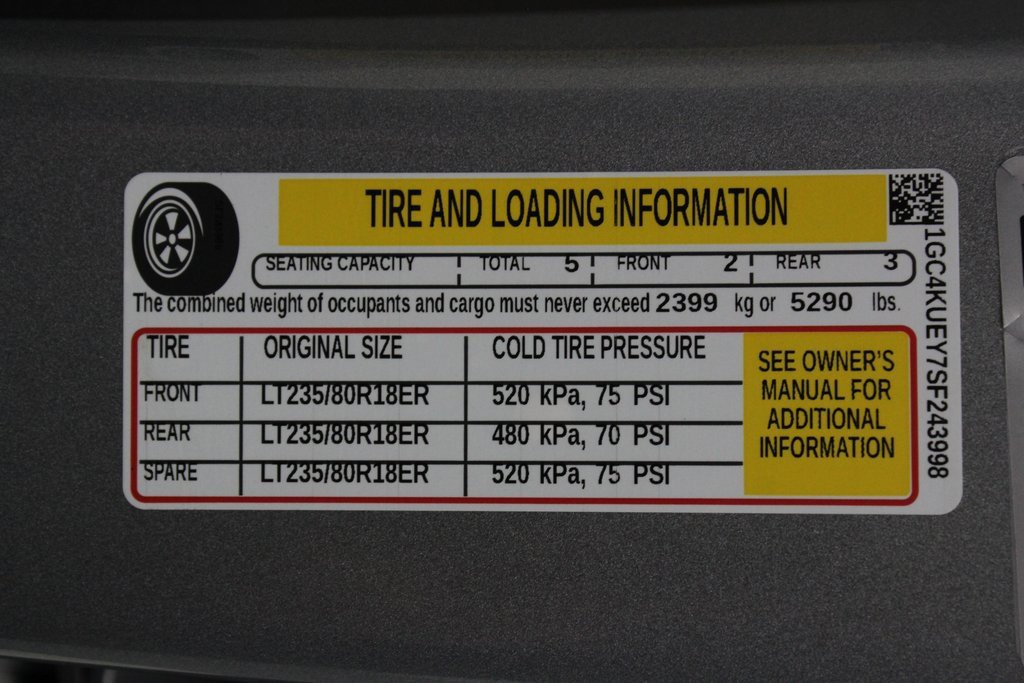 TIRE AND LOADING INFORMATION
SEATING CAPACITY TOTAL 5 FRONT 2 REAR 3
The combined weight of occupants and cargo must never exceed 2399 kg or 5290 lbs.
TIRE ORIGINAL SIZE COLD TIRE PRESSURE
FRONT LT235/80R18ER 520 kPa, 75 PSI
REAR LT235/80R18ER 480 kPa, 70 PSI
SPARE LT235/80R18ER 520 kPa, 75 PSI
SEE OWNER'S
MANUAL FOR
ADDITIONAL
INFORMATION
1GC4KUEY7SF243998